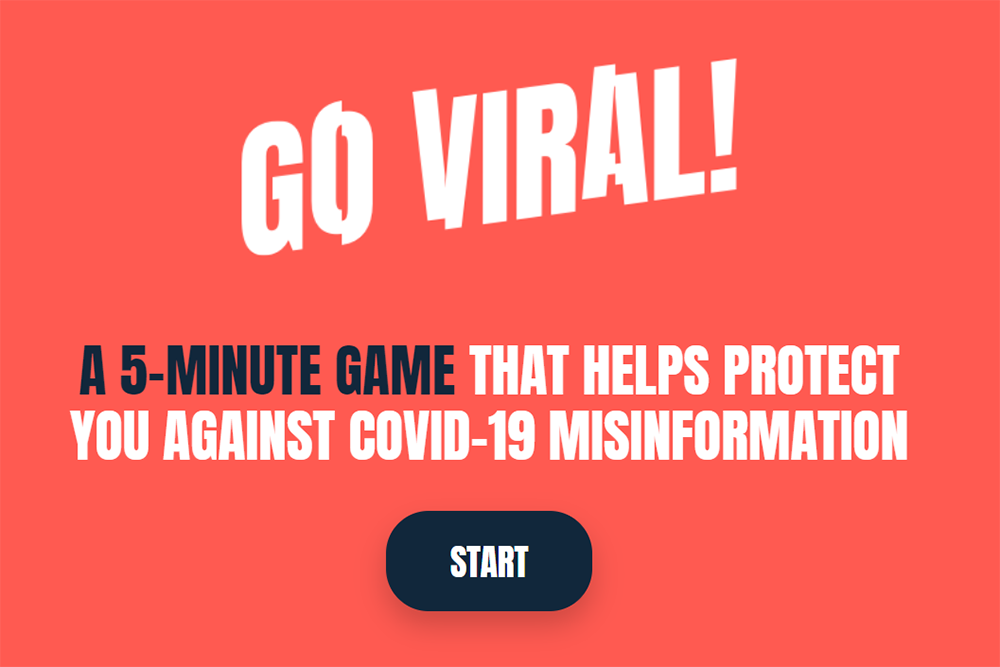 GO VIRAL!
A 5-MINUTE GAME THAT HELPS PROTECT
YOU AGAINST COVID-19 MISINFORMATION
START